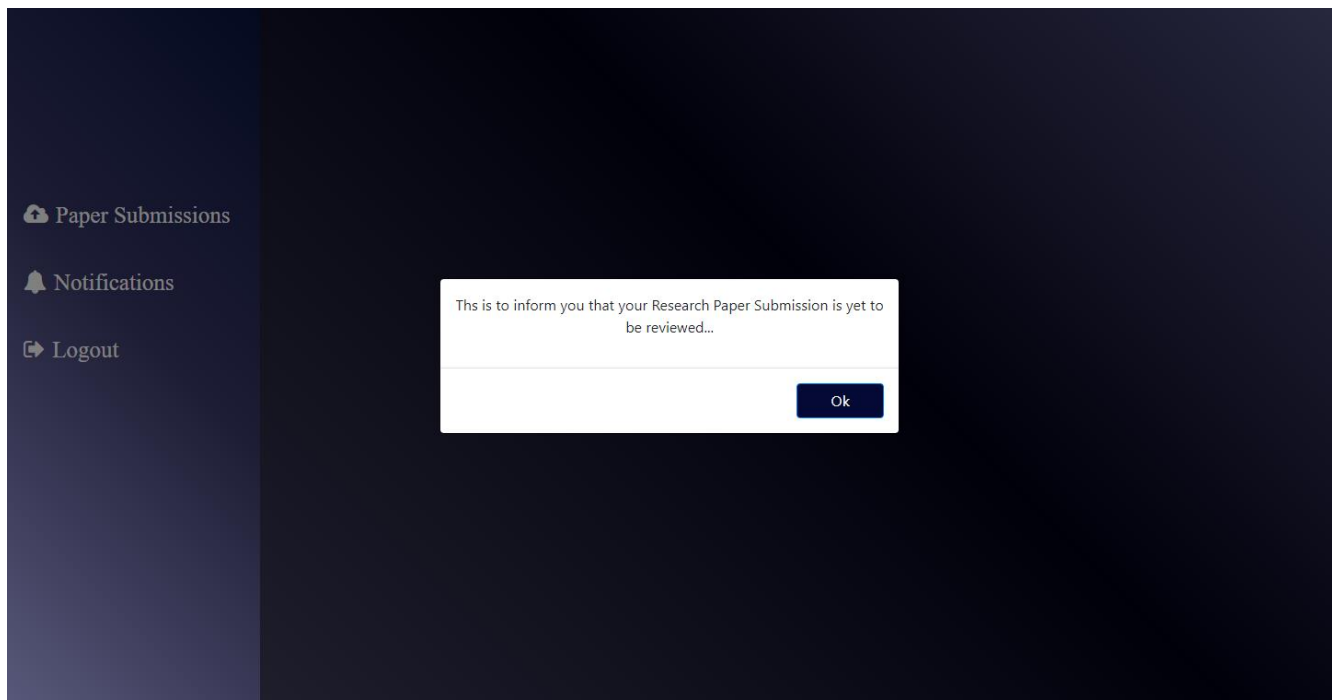 Paper Submissions
Notifications
Logout
Ths is to inform you that your Research Paper Submission is yet to
be reviewed...
Ok